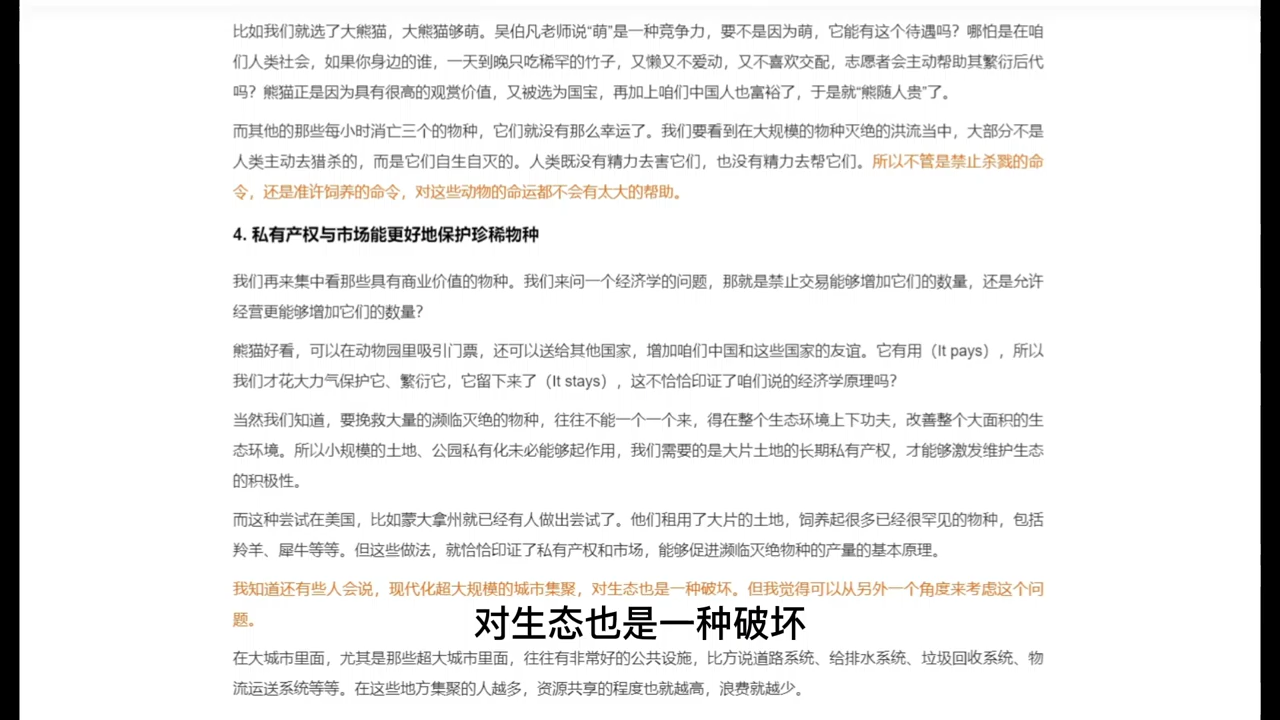 比如我们就选了大熊猫，大熊猫够萌。吴伯凡老师说“萌”是一种竞争力，要不是因为萌，它能有这个待遇吗？哪怕是在咱
们人类社会，如果你身边的谁，一天到晚只吃稀罕的竹子，又懒又不爱动，又不喜欢交配，志愿者会主动帮助其繁衍后代
吗？熊猫正是因为具有很高的观赏价值，又被选为国宝，再加上咱们中国人也富裕了，于是就“熊随人贵”了。
而其他的那些每小时消亡三个的物种，它们就没有那么幸运了。我们要看到在大规模的物种灭绝的洪流当中，大部分不是
人类主动去猎杀的，而是它们自生自灭的。人类既没有精力去害它们，也没有精力去帮它们。所以不管是禁止杀戮的命
令，还是准许饲养的命令，对这些动物的命运都不会有太大的帮助。
4. 私有产权与市场能更好地保护珍稀物种
我们再来集中看那些具有商业价值的物种。我们来问一个经济学的问题，那就是禁止交易能够增加它们的数量，还是允许
经营更能够增加它们的数量？
熊猫好看，可以在动物园里吸引门票，还可以送给其他国家，增加咱们中国和这些国家的友谊。它有用（It pays），所以
我们才花大力气保护它、繁衍它，它留下来了（It stays），这不恰恰印证了咱们说的经济学原理吗？
当然我们知道，要挽救大量的濒临灭绝的物种，往往不能一个一个来，得在整个生态环境上下功夫，改善整个大面积的生
态环境。所以小规模的土地、公园私有化未必能够起作用，我们需要的是大片土地的长期私有产权，才能够激发维护生态
的积极性。
而这种尝试在美国，比如蒙大拿州就已经有人做出尝试了。他们租用了大片的土地，饲养起很多已经很罕见的物种，包括
羚羊、犀牛等等。但这些做法，就恰恰印证了私有产权和市场，能够促进濒临灭绝物种的产量的基本原理。
我知道还有些人会说，现代化超大规模的城市集聚，对生态也是一种破坏。但我觉得可以从另外一个角度来考虑这个问
题。
对生态也是一种破坏
在大城市里面，尤其是那些超大城市里面，往往有非常好的公共设施，比方说道路系统、给排水系统、垃圾回收系统、物
流运送系统等等。在这些地方集聚的人越多，资源共享的程度也就越高，浪费就越少。